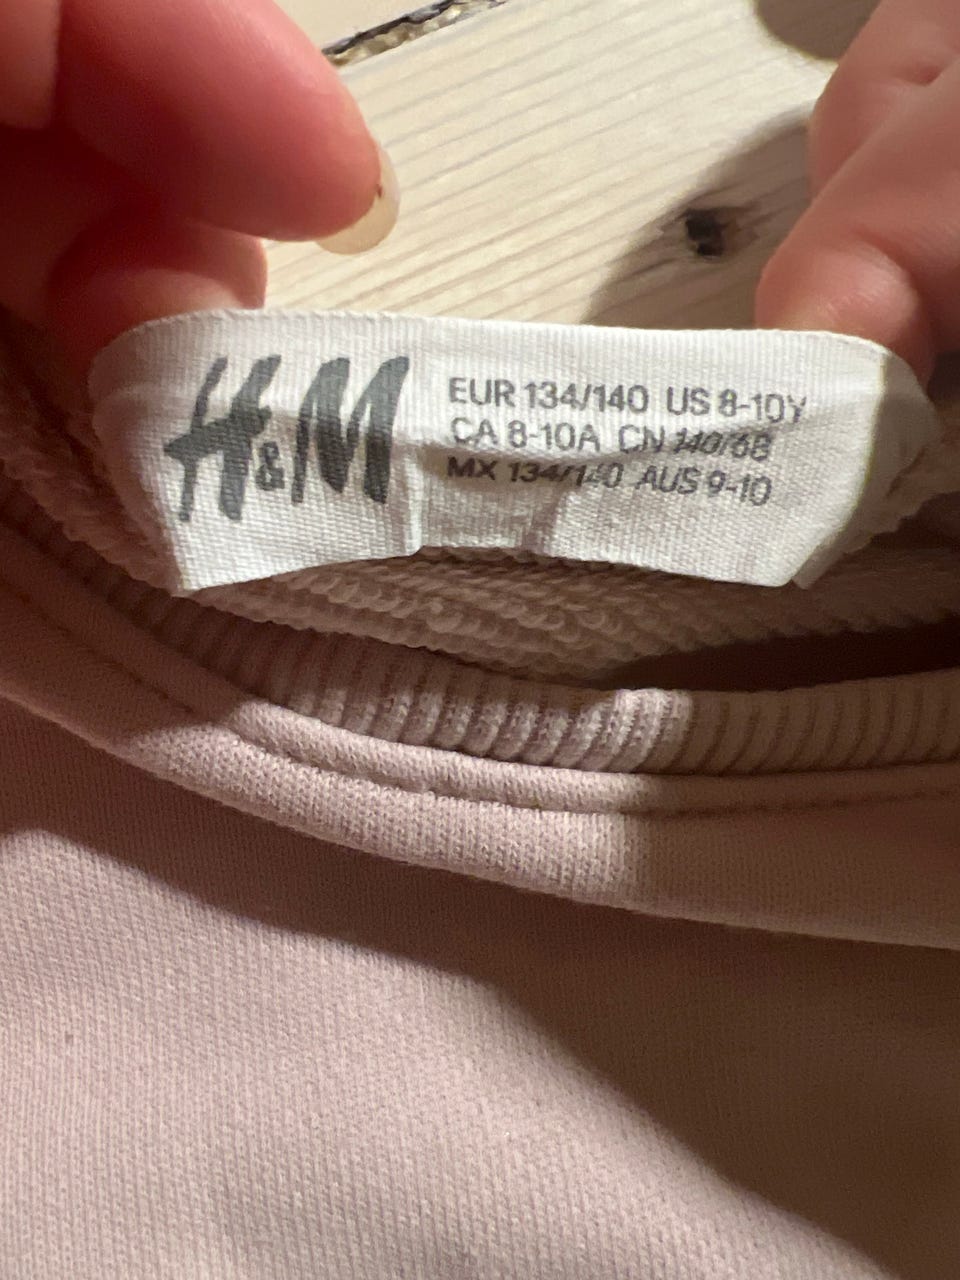 H&M
EUR 134/140 US 8-10Y
CA 8-10A CN 140/68
MX 134/140 AUS 9-10